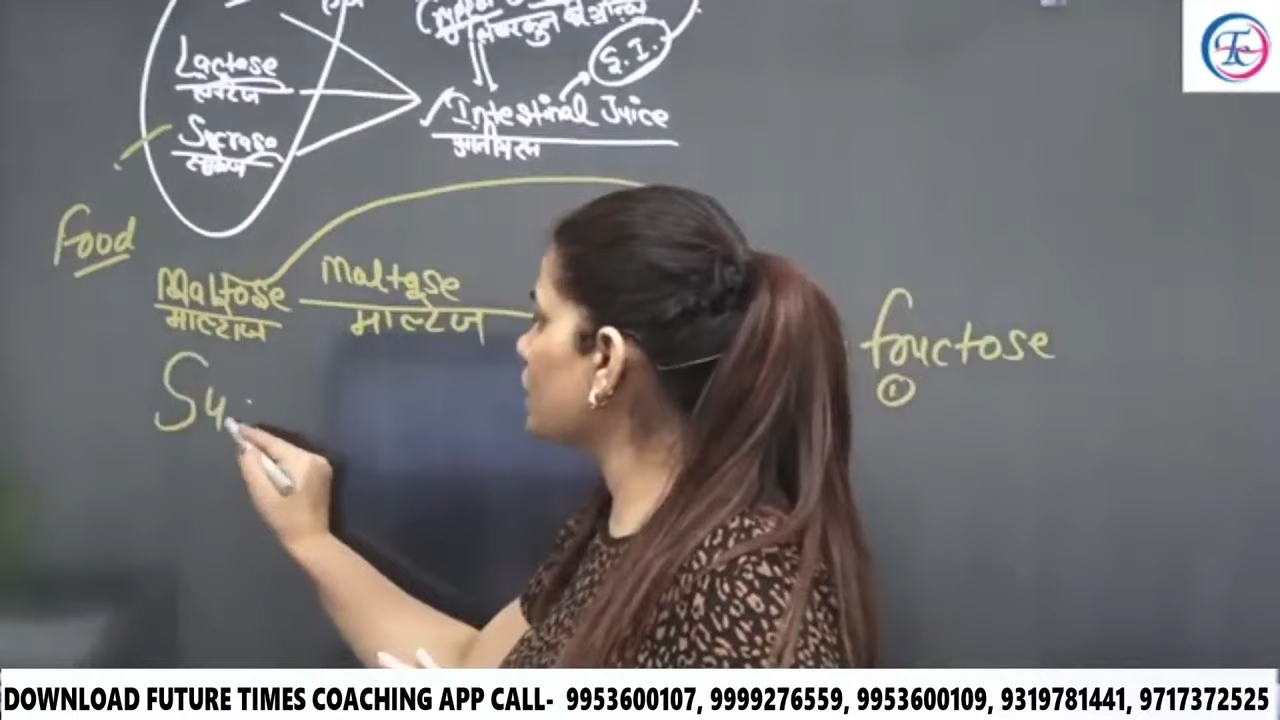 Lactose
लैक्टेज
Sucrase
सुक्रेज
S.I.
Intestinal Juice
Food
Maltose
माल्टोज
Maltase
माल्टेज
fructose
1
Su
DOWNLOAD FUTURE TIMES COACHING APP CALL- 9953600107, 9999276559, 9953600109, 9319781441, 9717372525